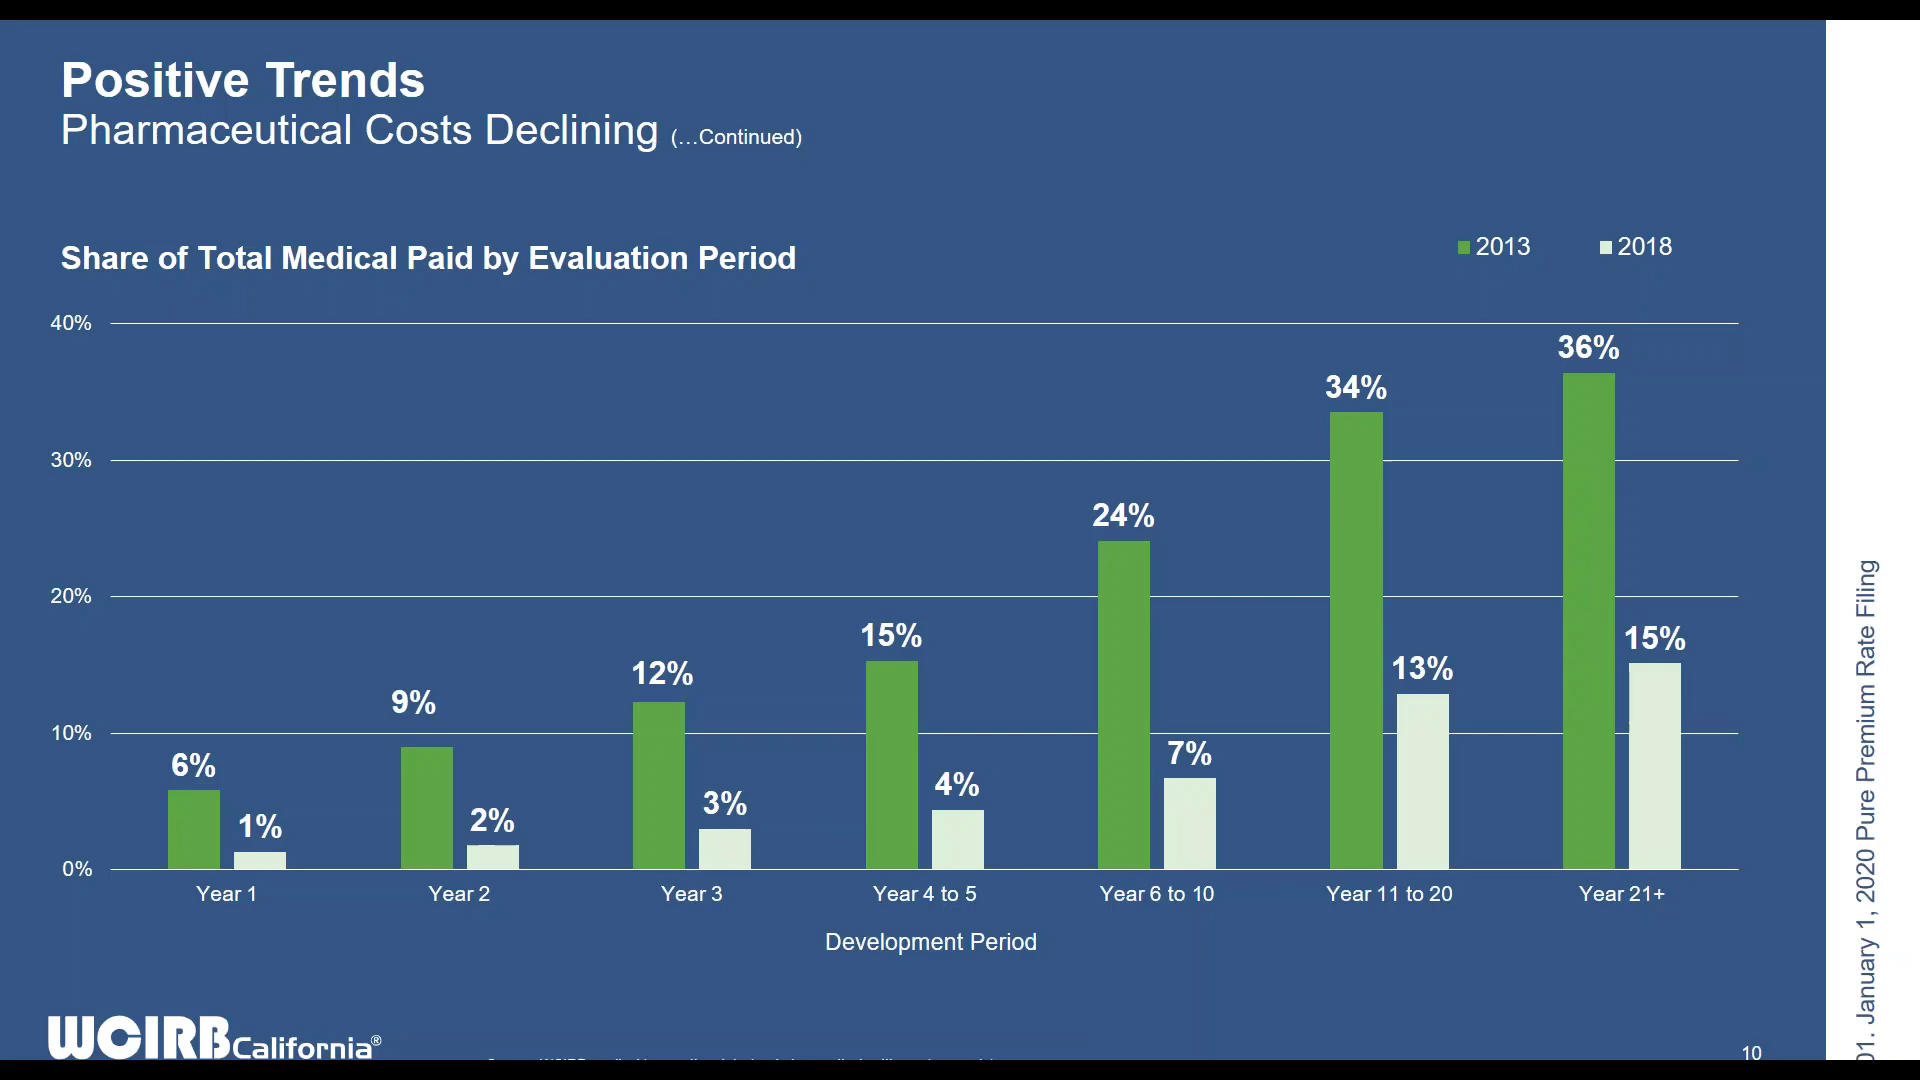 Positive Trends
Pharmaceutical Costs Declining (…Continued)
Share of Total Medical Paid by Evaluation Period
2013 2018
40%
30%
20%
10%
0%
6% 1%
9% 2%
12% 3%
15% 4%
24% 7%
34% 13%
36% 15%
Year 1 Year 2 Year 3 Year 4 to 5 Year 6 to 10 Year 11 to 20 Year 21+
Development Period
WCIRB California®
10
01. January 1, 2020 Pure Premium Rate Filing